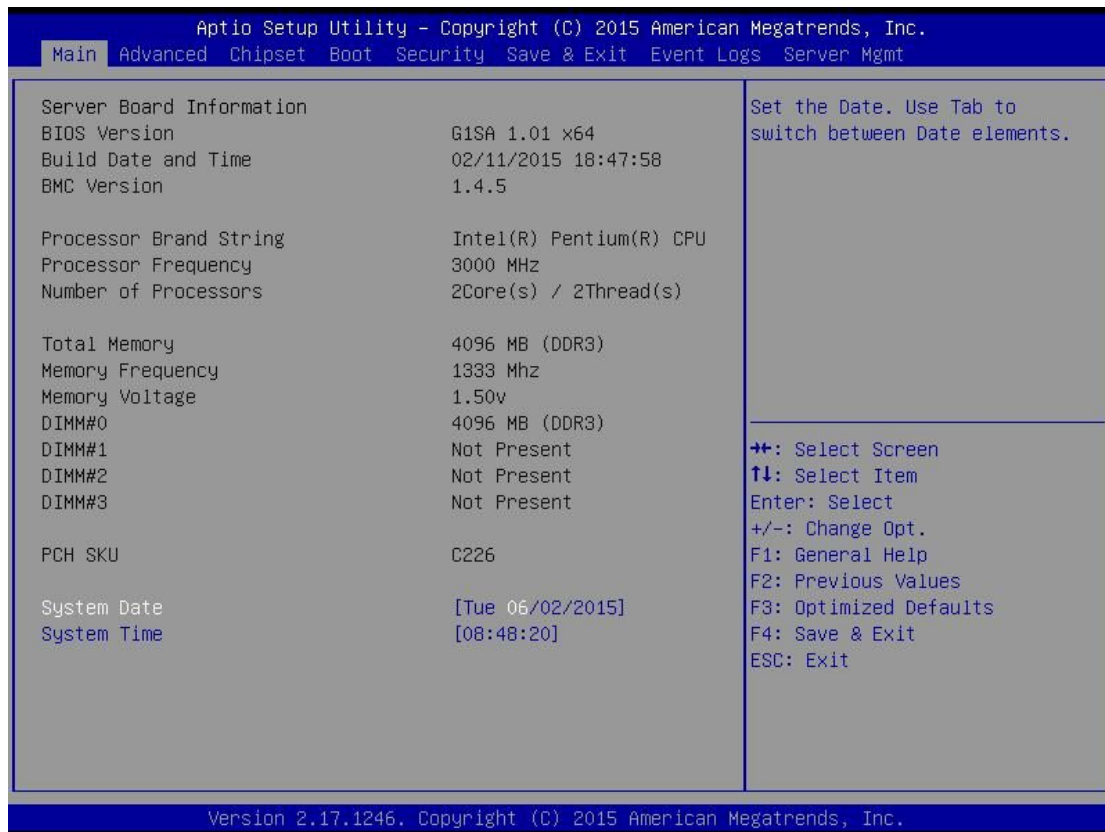 Aptio Setup Utility – Copyright (C) 2015 American Megatrends, Inc.
Main Advanced Chipset Boot Security Save & Exit Event Logs Server Mgmt
Server Board Information
BIOS Version G1SA 1.01 x64
Build Date and Time 02/11/2015 18:47:58
BMC Version 1.4.5
Processor Brand String Intel(R) Pentium(R) CPU
Processor Frequency 3000 MHz
Number of Processors 2Core(s) / 2Thread(s)
Total Memory 4096 MB (DDR3)
Memory Frequency 1333 Mhz
Memory Voltage 1.50v
DIMM#0 4096 MB (DDR3)
DIMM#1 Not Present
DIMM#2 Not Present
DIMM#3 Not Present
PCH SKU C226
System Date [Tue 06/02/2015]
System Time [08:48:20]
Set the Date. Use Tab to
switch between Date elements.
→←: Select Screen
↑↓: Select Item
Enter: Select
+/-: Change Opt.
F1: General Help
F2: Previous Values
F3: Optimized Defaults
F4: Save & Exit
ESC: Exit
Version 2.17.1246. Copyright (C) 2015 American Megatrends, Inc.